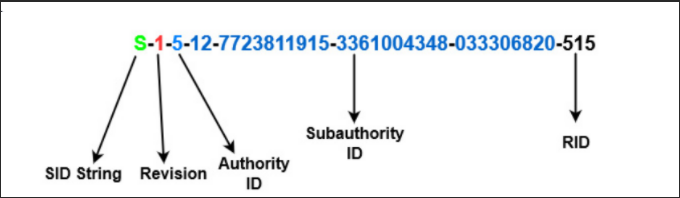 S-1-5-12-7723811915-3361004348-033306820-515
Subauthority
ID
RID
Authority
ID
SID String
Revision